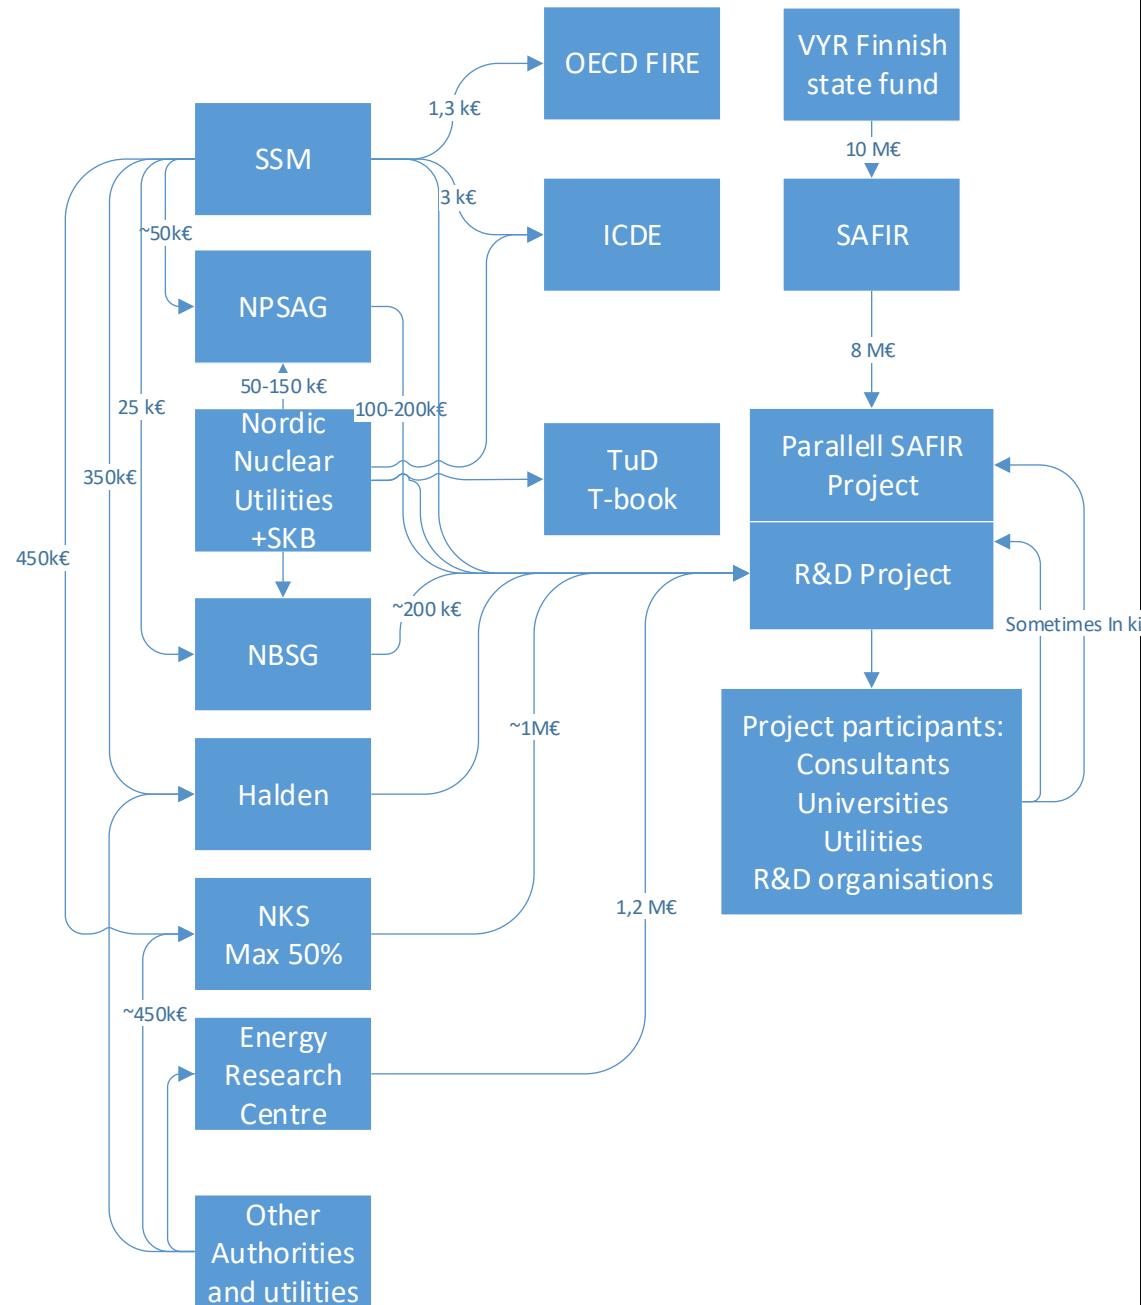 OECD FIRE
VYR Finnish
state fund
1,3 k€
SSM
10 M€
3 k€
~50k€
ICDE
SAFIR
NPSAG
8 M€
50-150 k€
25 k€
100-200k€
Nordic
Nuclear
Utilities
+SKB
TuD
T-book
Parallell SAFIR
Project
350k€
450k€
R&D Project
~200 k€
Sometimes In ki
NBSG
~1M€
Project participants:
Consultants
Universities
Utilities
R&D organisations
Halden
1,2 M€
NKS
Max 50%
~450k€
Energy
Research
Centre
Other
Authorities
and utilities